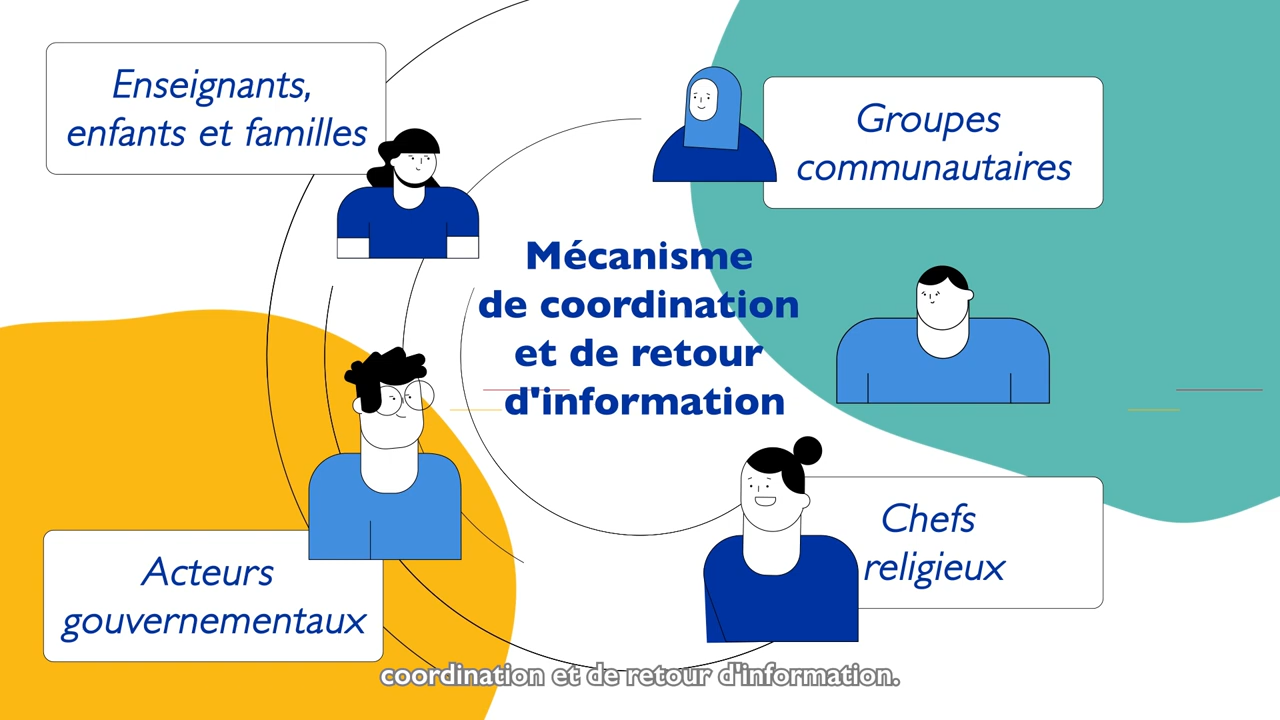 Enseignants,
enfants et familles
Groupes
communautaires
Mécanisme
de coordination
et de retour
d'information
Chefs
religieux
Acteurs
gouvernementaux
coordination et de retour d'information.